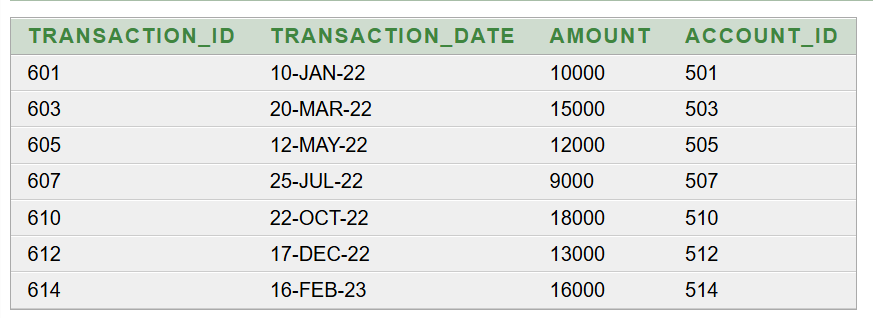 TRANSACTION_ID TRANSACTION_DATE AMOUNT ACCOUNT_ID
601 10-JAN-22 10000 501
603 20-MAR-22 15000 503
605 12-MAY-22 12000 505
607 25-JUL-22 9000 507
610 22-OCT-22 18000 510
612 17-DEC-22 13000 512
614 16-FEB-23 16000 514